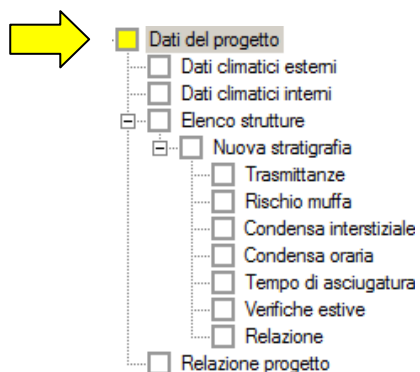 Dati del progetto
Dati climatici esterni
Dati climatici interni
Elenco strutture
Nuova stratigrafia
Trasmittanze
Rischio muffa
Condensa interstiziale
Condensa oraria
Tempo di asciugatura
Verifiche estive
Relazione
Relazione progetto